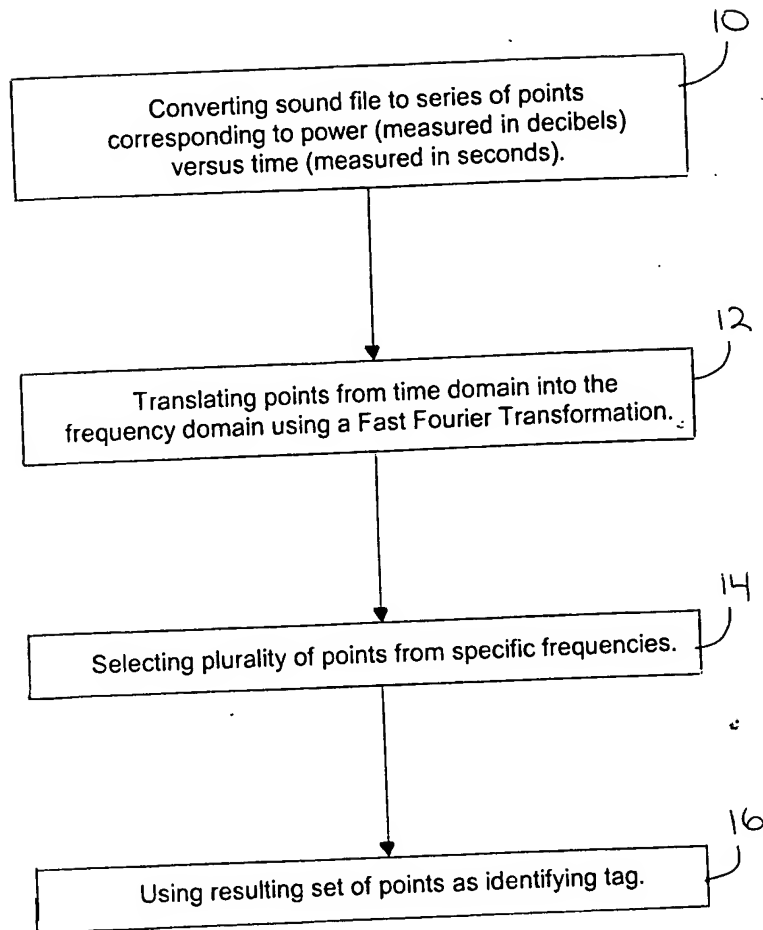 10
Converting sound file to series of points
corresponding to power (measured in decibels)
versus time (measured in seconds).
12
Translating points from time domain into the
frequency domain using a Fast Fourier Transformation.
14
Selecting plurality of points from specific frequencies.
16
Using resulting set of points as identifying tag.